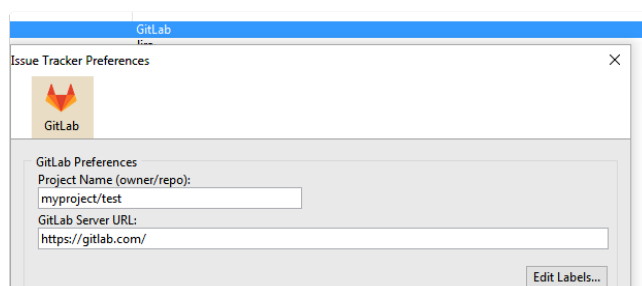 GitLab
Issue Tracker Preferences
GitLab
GitLab Preferences
Project Name (owner/repo):
myproject/test
GitLab Server URL:
https://gitlab.com/
Edit Labels...